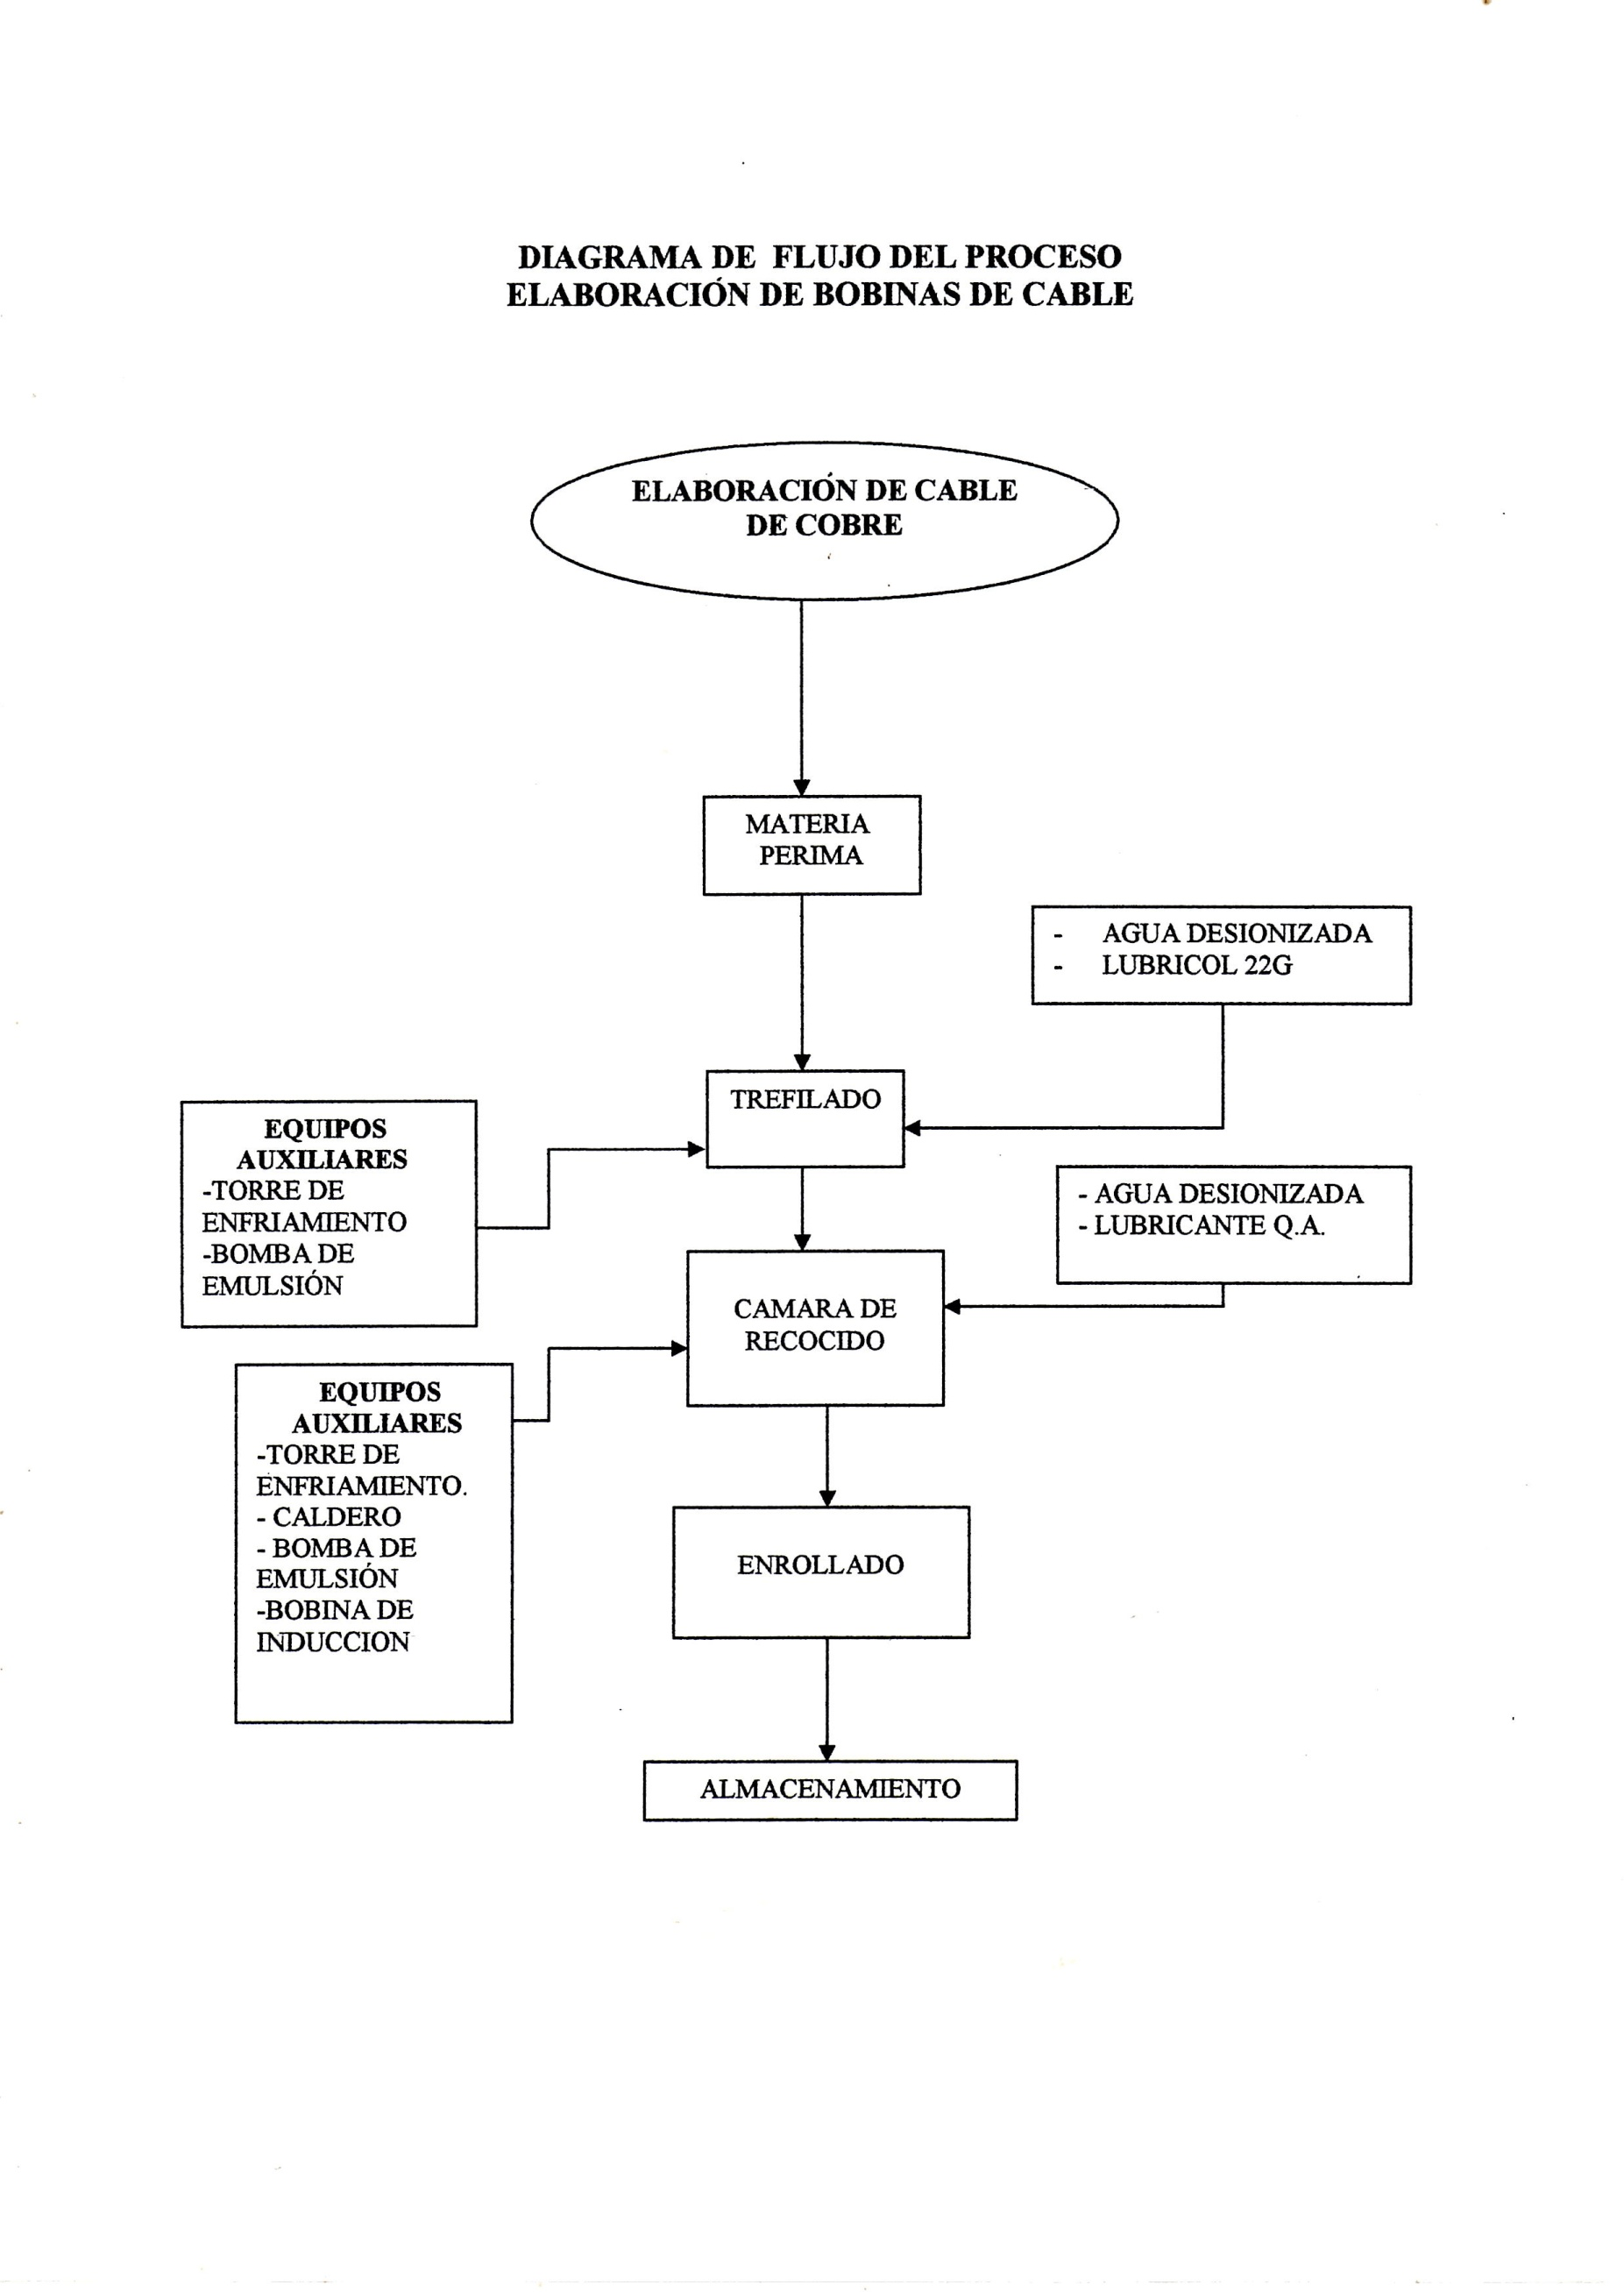 DIAGRAMA DE FLUJO DEL PROCESO
ELABORACIÓN DE BOBINAS DE CABLE
ELABORACIÓN DE CABLE
DE COBRE
MATERIA
PERIMA
- AGUA DESIONIZADA
- LUBRICOL 22G
TREFILADO
EQUIPOS
AUXILIARES
-TORRE DE
ENFRIAMIENTO
-BOMBA DE
EMULSIÓN
- AGUA DESIONIZADA
- LUBRICANTE Q.A.
CAMARA DE
RECOCIDO
EQUIPOS
AUXILIARES
-TORRE DE
ENFRIAMIENTO.
- CALDERO
- BOMBA DE
EMULSIÓN
-BOBINA DE
INDUCCION
ENROLLADO
ALMACENAMIENTO